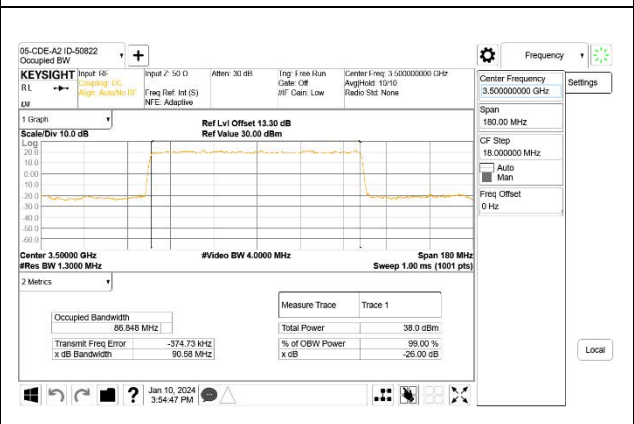 05-CDE-A2 ID-50822
Occupied BW
Frequency
KEYSIGHT
RL
Input: RF
Coupling: DC
Align: Auto/No RF
Input Z: 50 Ω
Freq Ref: Int (S)
NFE: Adaptive
Atten: 30 dB
Trig: Free Run
Gate: Off
#IF Gain: Low
Center Freq: 3.500000000 GHz
Avg|Hold: 10/10
Radio Std: None
Center Frequency
3.500000000 GHz
Settings
Span
180.00 MHz
CF Step
18.000000 MHz
Auto
Man
Freq Offset
0 Hz
1 Graph
Scale/Div 10.0 dB
Ref Lvl Offset 13.30 dB
Ref Value 30.00 dBm
Log
20.0
10.0
0.00
-10.0
-20.0
-30.0
-40.0
-50.0
-60.0
Center 3.50000 GHz
#Res BW 1.3000 MHz
#Video BW 4.0000 MHz
Span 180 MHz
Sweep 1.00 ms (1001 pts)
2 Metrics
Occupied Bandwidth
86.848 MHz
Transmit Freq Error -374.73 kHz
x dB Bandwidth 90.58 MHz
Measure Trace Trace 1
Total Power 38.0 dBm
% of OBW Power 99.00 %
x dB -26.00 dB
Local
?
Jan 10, 2024
3:54:47 PM